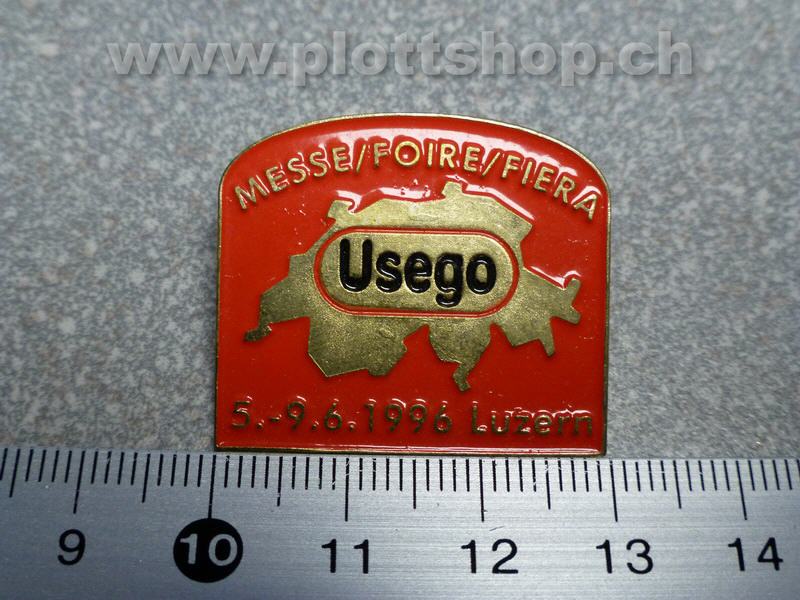 www.plottshop.ch
MESSE/FOIRE/FIERA
Usego
5.-9.6.1996 Luzern
9 10 11 12 13 14